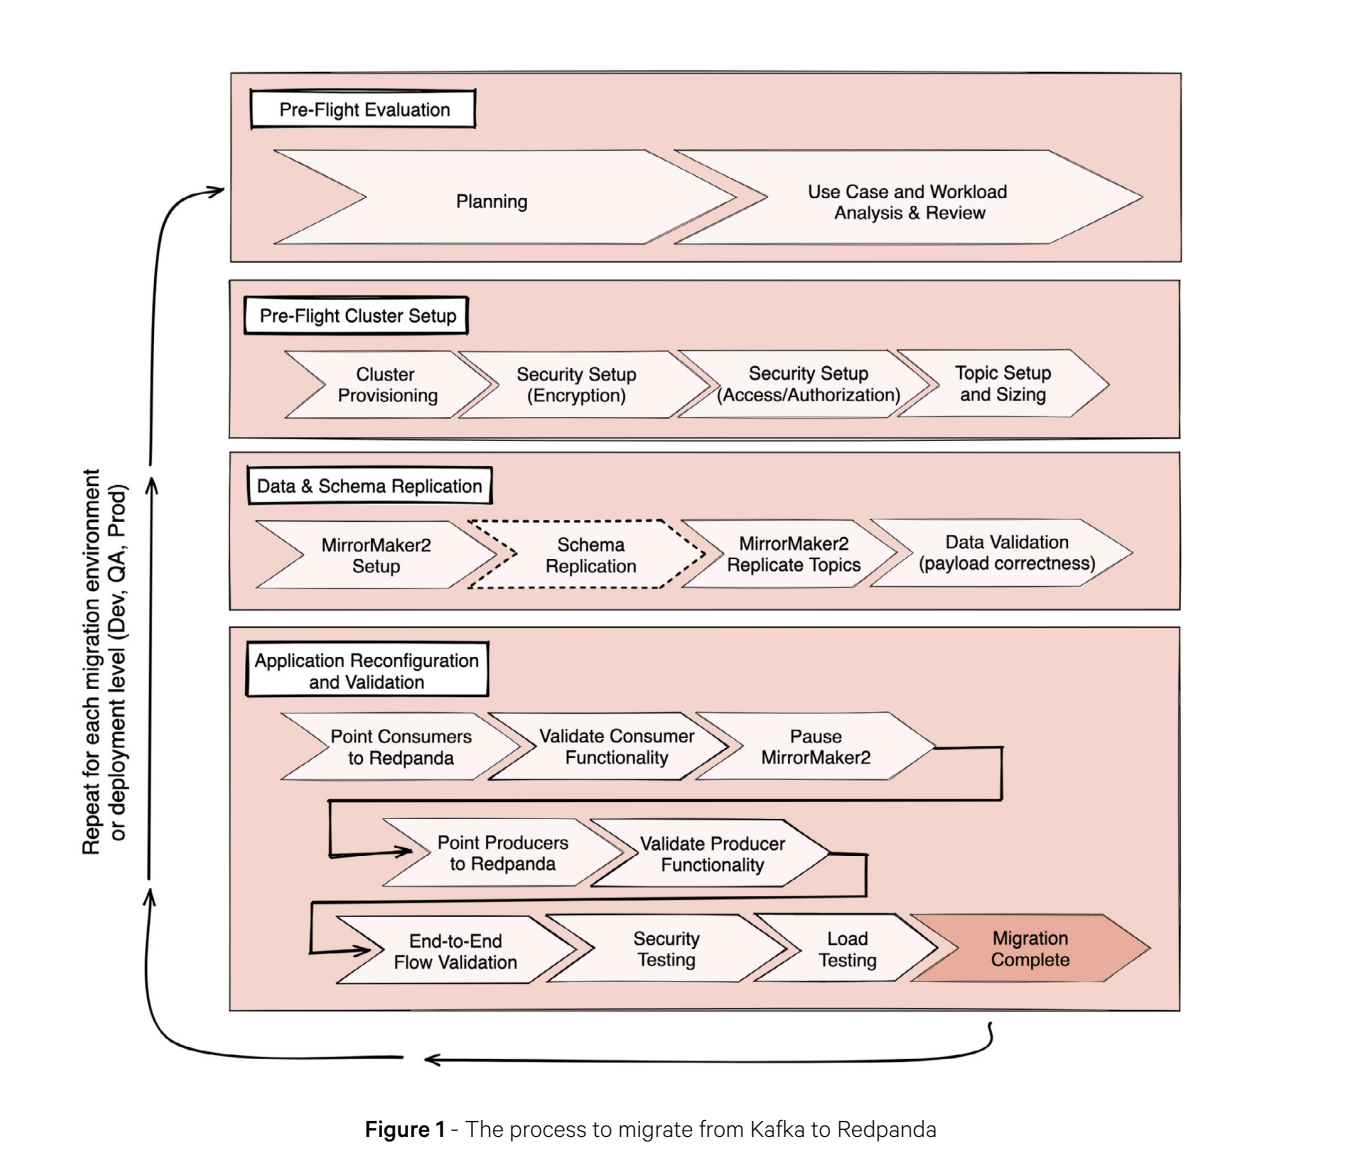 Pre-Flight Evaluation
Planning
Use Case and Workload
Analysis & Review
Pre-Flight Cluster Setup
Cluster
Provisioning
Security Setup
(Encryption)
Security Setup
(Access/Authorization)
Topic Setup
and Sizing
Data & Schema Replication
MirrorMaker2
Setup
Schema
Replication
MirrorMaker2
Replicate Topics
Data Validation
(payload correctness)
Application Reconfiguration
and Validation
Point Consumers
to Redpanda
Validate Consumer
Functionality
Pause
MirrorMaker2
Point Producers
to Redpanda
Validate Producer
Functionality
End-to-End
Flow Validation
Security
Testing
Load
Testing
Migration
Complete
Repeat for each migration environment
or deployment level (Dev, QA, Prod)
Figure 1 - The process to migrate from Kafka to Redpanda